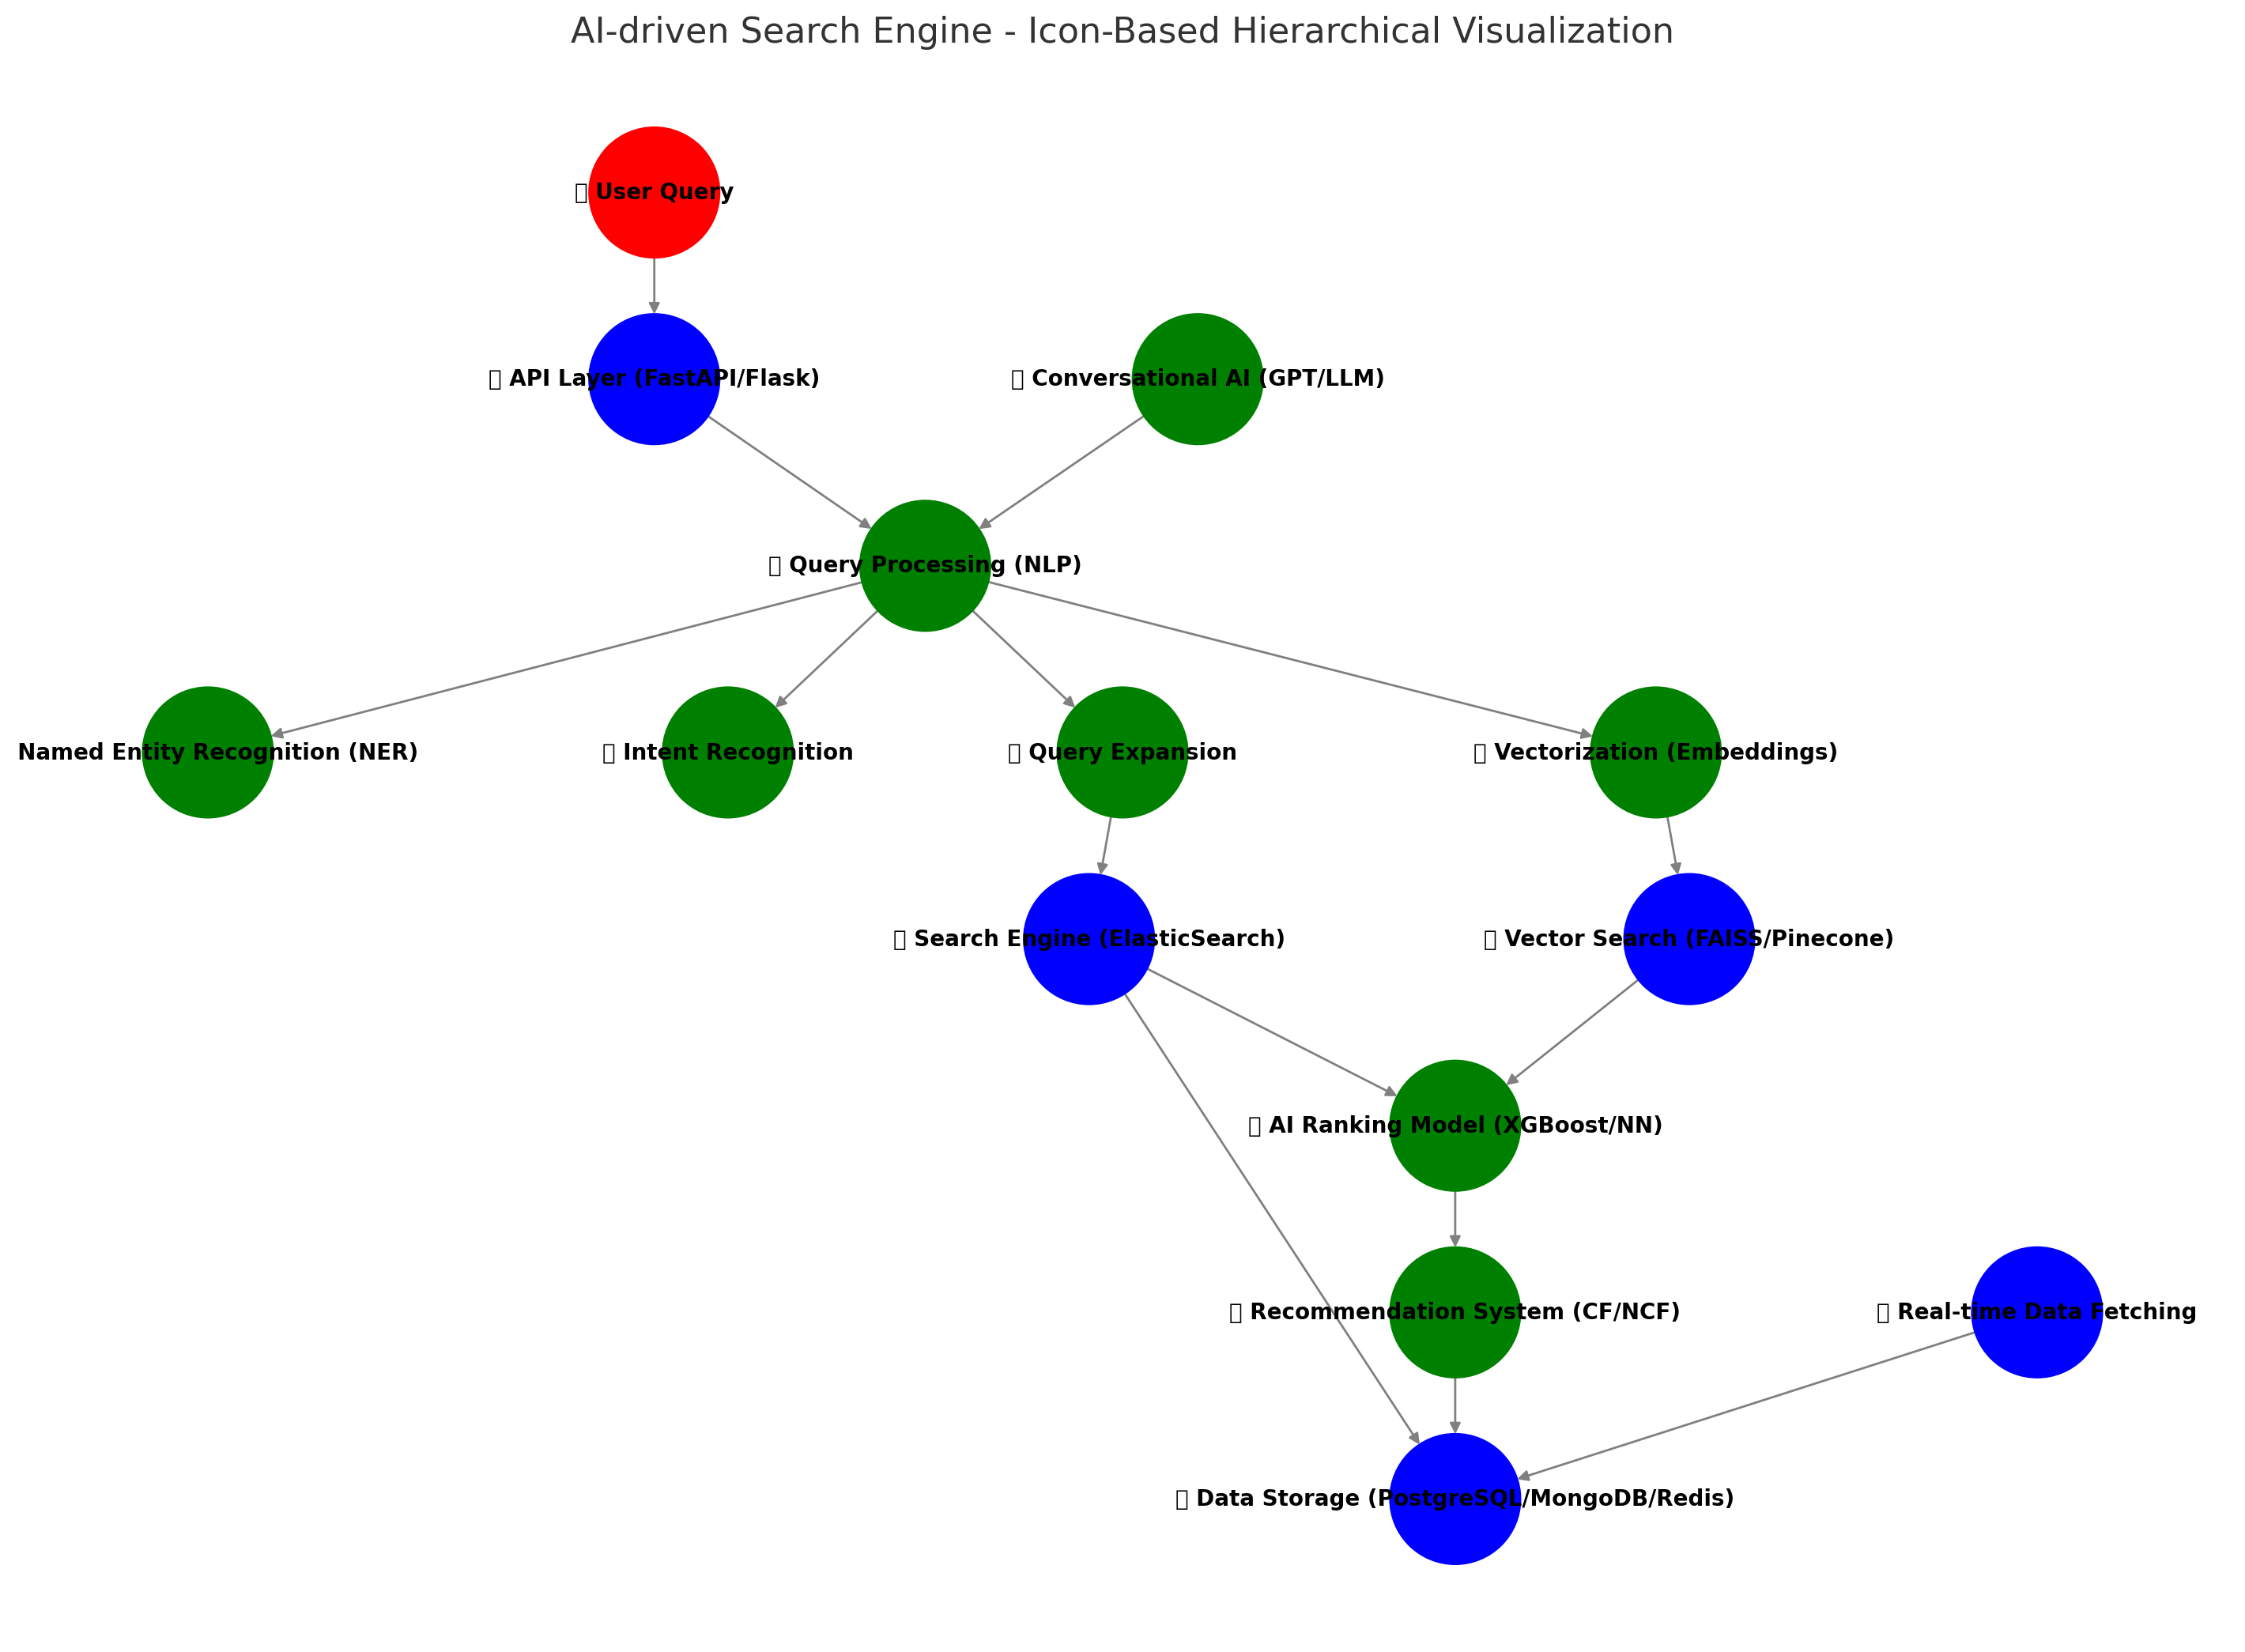 AI-driven Search Engine - Icon-Based Hierarchical Visualization
User Query
API Layer (FastAPI/Flask)
Conversational AI (GPT/LLM)
Query Processing (NLP)
Named Entity Recognition (NER)
Intent Recognition
Query Expansion
Vectorization (Embeddings)
Search Engine (ElasticSearch)
Vector Search (FAISS/Pinecone)
AI Ranking Model (XGBoost/NN)
Recommendation System (CF/NCF)
Real-time Data Fetching
Data Storage (PostgreSQL/MongoDB/Redis)